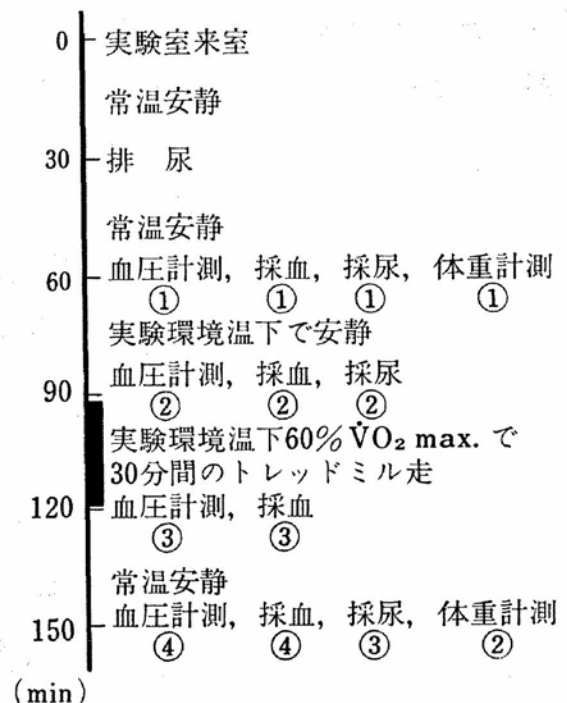 0 実験室来室
常温安静
30 排 尿
常温安静
60 血圧計測, 採血, 採尿, 体重計測
① ① ① ①
実験環境温下で安静
90 血圧計測, 採血, 採尿
② ② ②
実験環境温下60% V̇O₂ max. で
30分間のトレッドミル走
120 血圧計測, 採血
③ ③
常温安静
150 血圧計測, 採血, 採尿, 体重計測
④ ④ ③ ②
(min)